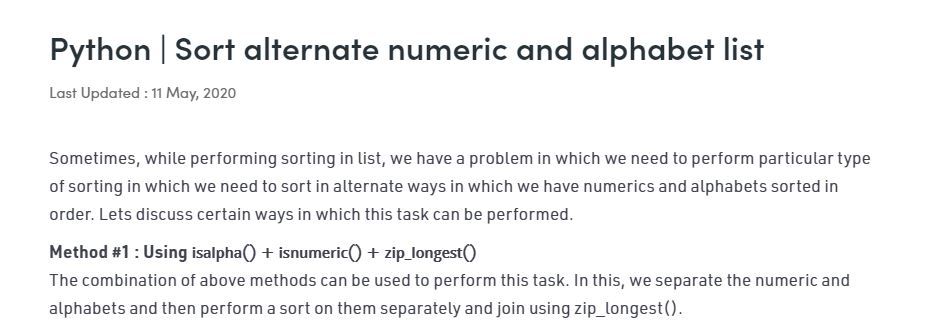 Python | Sort alternate numeric and alphabet list
Last Updated : 11 May, 2020
Sometimes, while performing sorting in list, we have a problem in which we need to perform particular type
of sorting in which we need to sort in alternate ways in which we have numerics and alphabets sorted in
order. Lets discuss certain ways in which this task can be performed.
Method #1 : Using isalpha() + isnumeric() + zip_longest()
The combination of above methods can be used to perform this task. In this, we separate the numeric and
alphabets and then perform a sort on them separately and join using zip_longest().